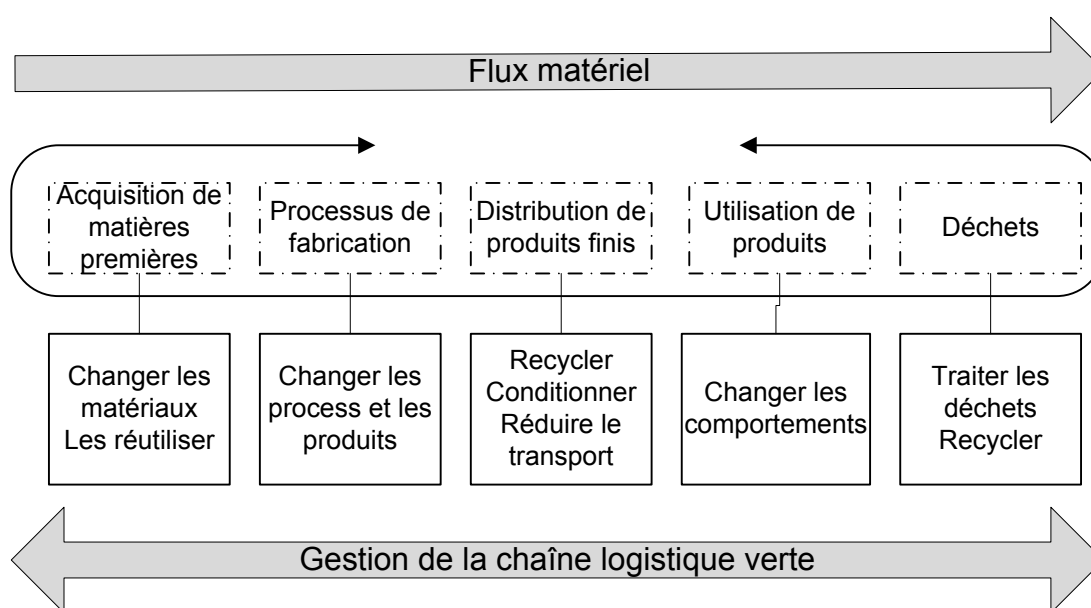 Flux matériel
Acquisition de
matières
premières
Processus de
fabrication
Distribution de
produits finis
Utilisation de
produits
Déchets
Changer les
matériaux
Les réutiliser
Changer les
process et les
produits
Recycler
Conditionner
Réduire le
transport
Changer les
comportements
Traiter les
déchets
Recycler
Gestion de la chaîne logistique verte